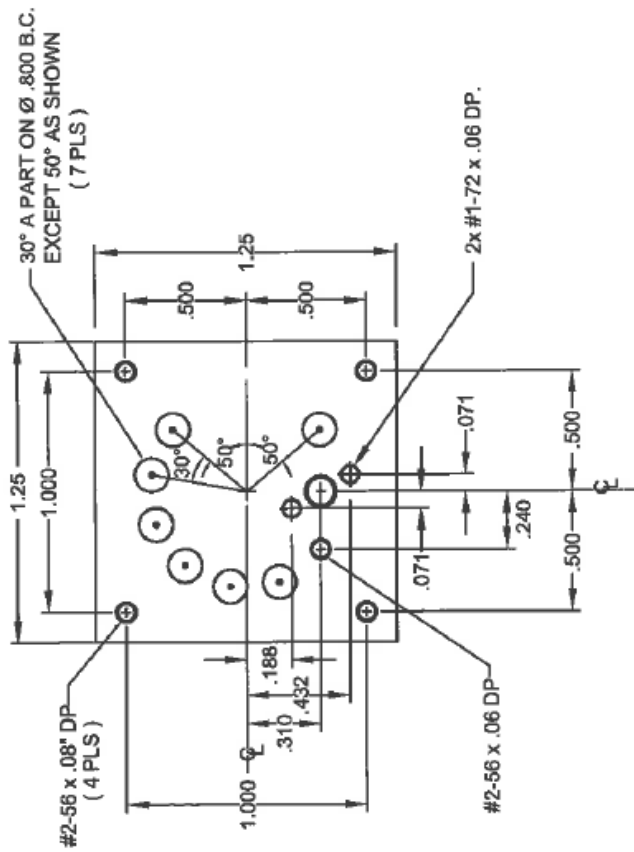 30° A PART ON Ø .800 B.C.
EXCEPT 50° AS SHOWN
( 7 PLS )
1.25
1.000
1.25
.500
.500
#2-56 x .08" DP
( 4 PLS )
30°
50°
50°
2x #1-72 x .06 DP.
.188
.432
.310
1.000
℄
.071
.071
.240
.500
.500
℄
#2-56 x .06 DP